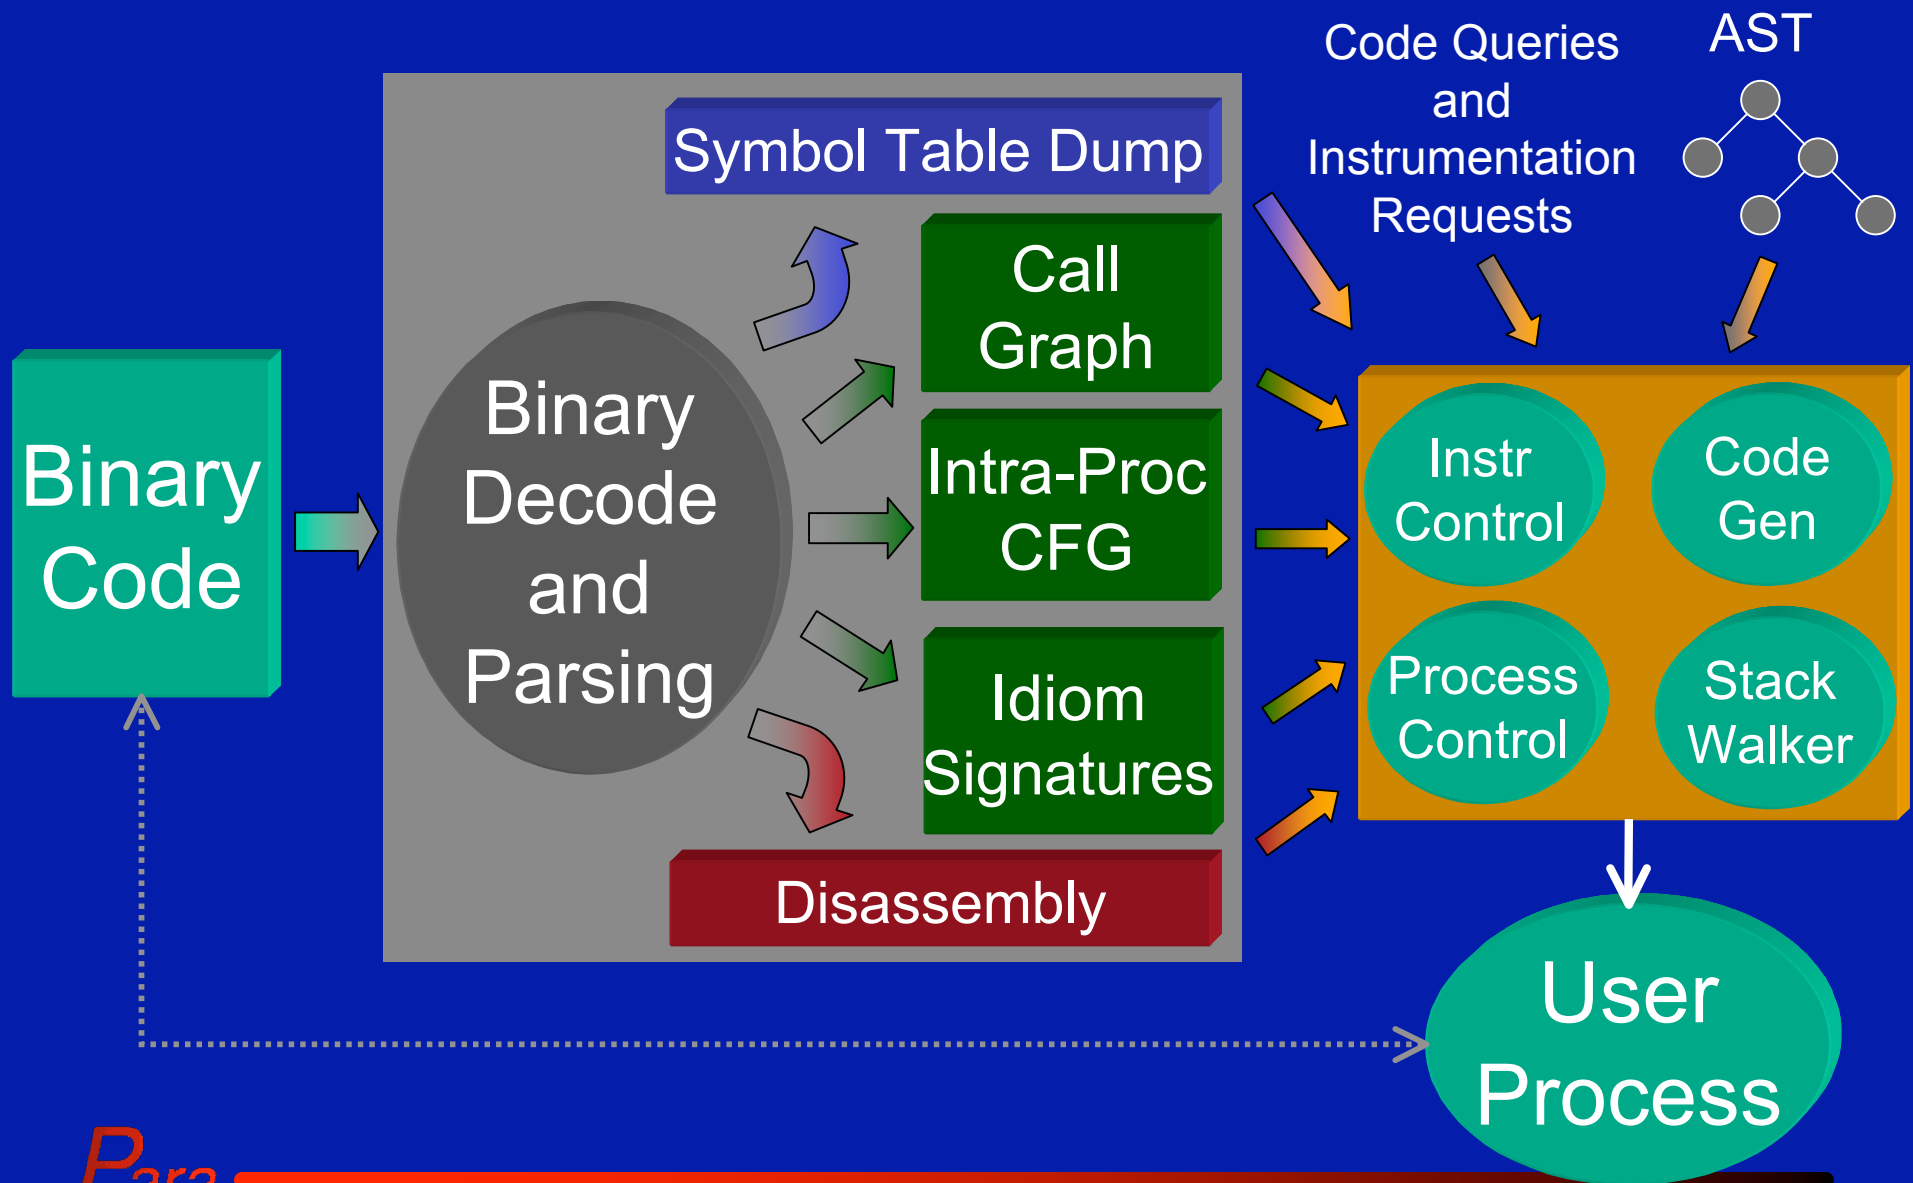 Code Queries
and
Instrumentation
Requests
AST
Symbol Table Dump
Call
Graph
Binary
Code
Binary
Decode
and
Parsing
Intra-Proc
CFG
Idiom
Signatures
Disassembly
Instr
Control
Code
Gen
Process
Control
Stack
Walker
User
Process
Para